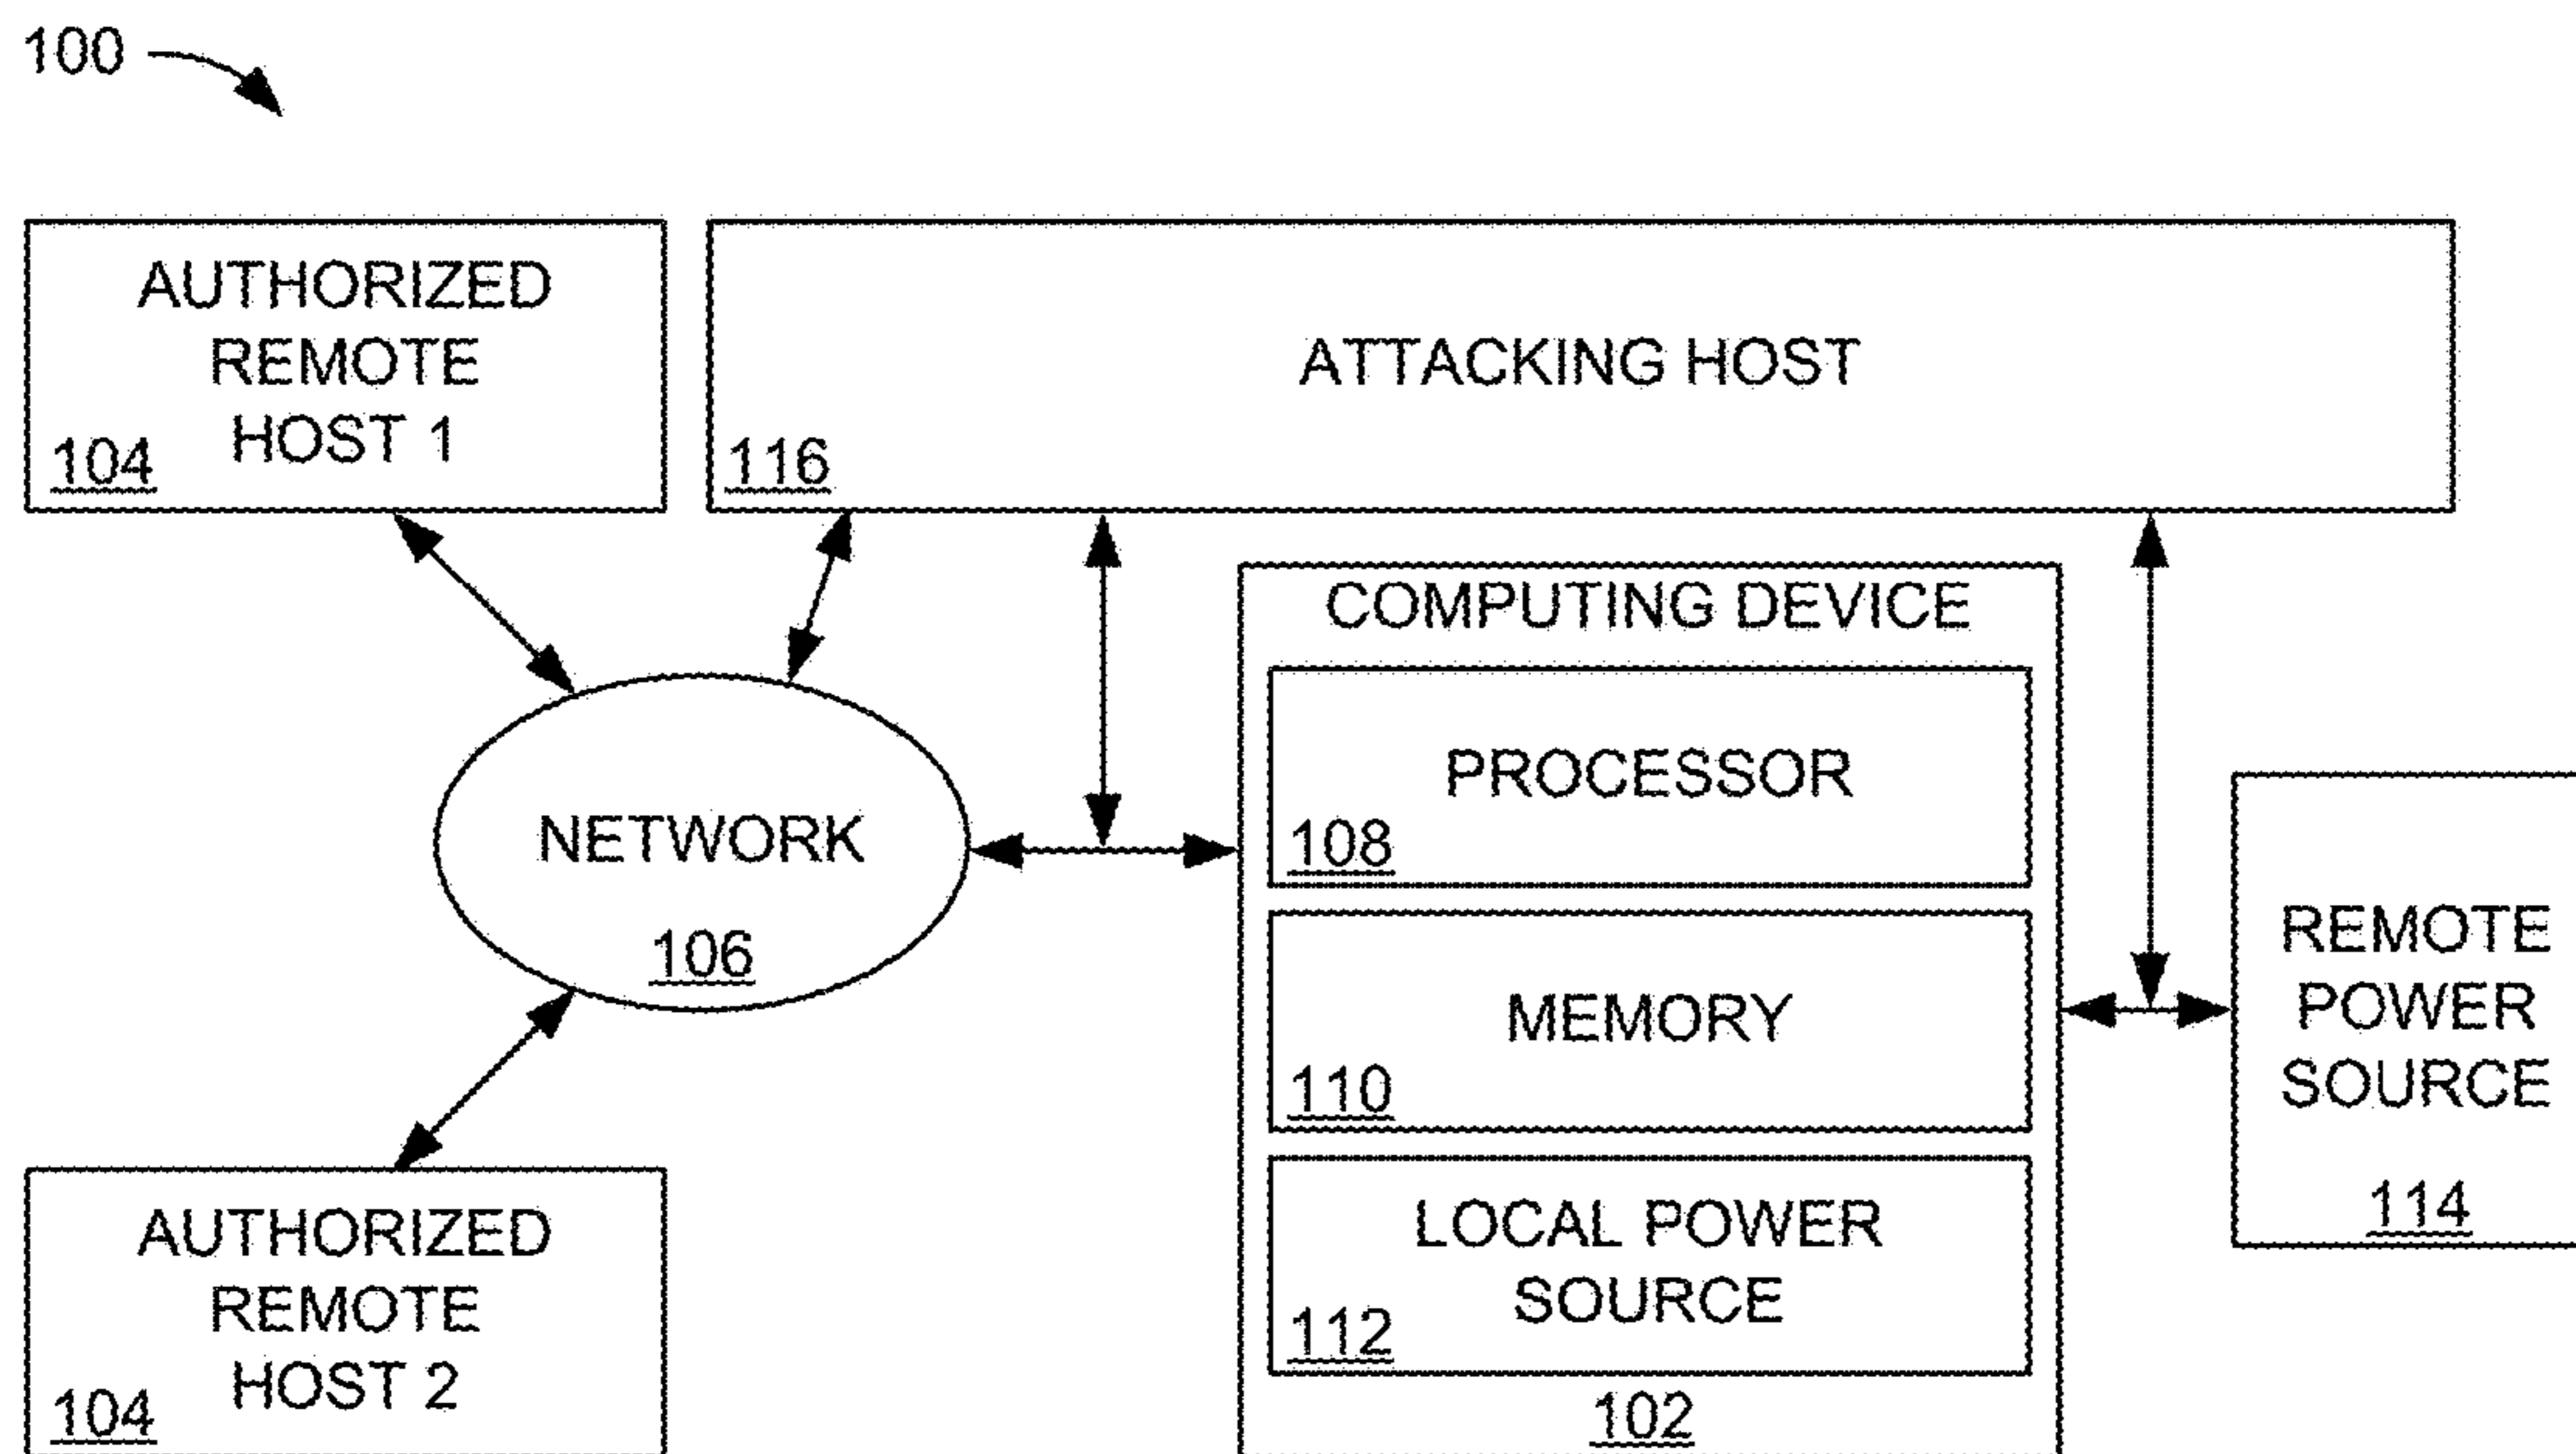 100
AUTHORIZED
REMOTE
HOST 1
104
ATTACKING HOST
116
NETWORK
106
COMPUTING DEVICE
PROCESSOR
108
MEMORY
110
LOCAL POWER
SOURCE
112
102
REMOTE
POWER
SOURCE
114
AUTHORIZED
REMOTE
HOST 2
104